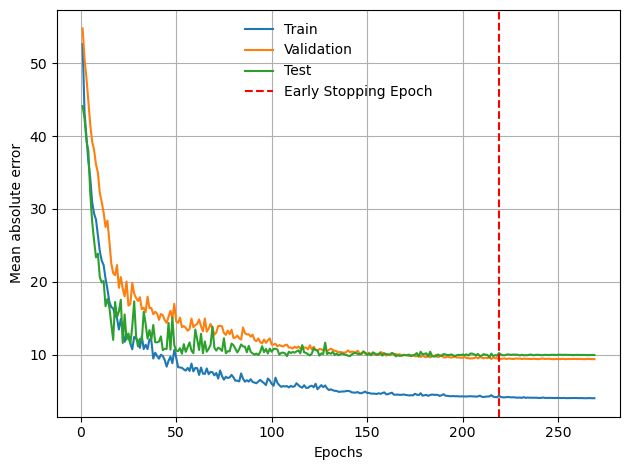 Train
Validation
Test
Early Stopping Epoch
Mean absolute error
50
40
30
20
10
0
50
100
150
200
250
Epochs